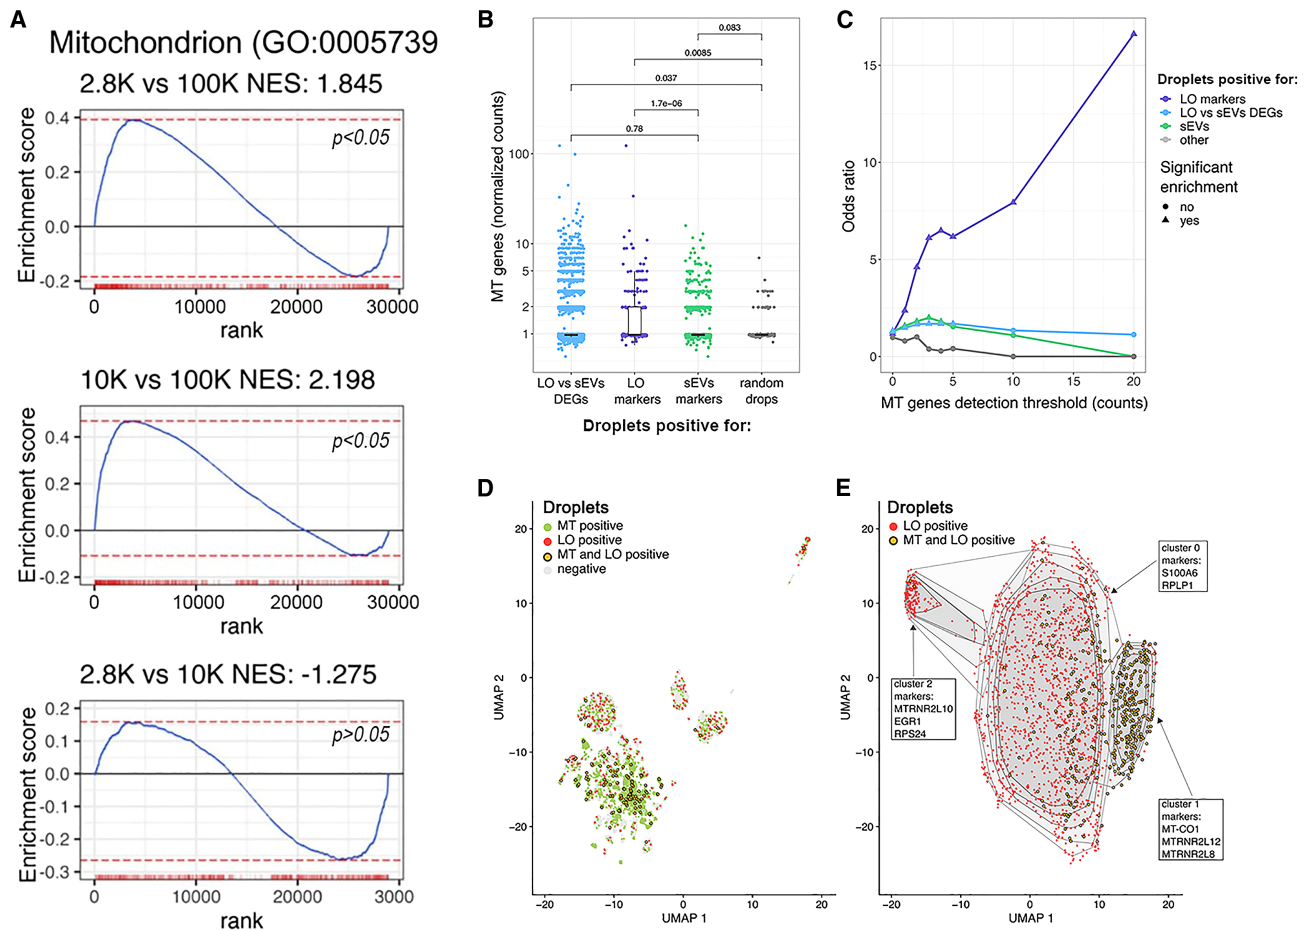 A
Mitochondrion (GO:0005739
2.8K vs 100K NES: 1.845
Enrichment score
0.4
0.2
0.0
-0.2
p<0.05
0
10000
20000
30000
rank
10K vs 100K NES: 2.198
Enrichment score
0.4
0.2
0.0
-0.2
p<0.05
0
10000
20000
30000
rank
2.8K vs 10K NES: -1.275
Enrichment score
0.2
0.1
0.0
-0.1
-0.2
-0.3
p>0.05
0
10000
20000
30000
rank
B
MT genes (normalized counts)
100
10
5
2
1
0.083
0.0085
0.037
1.7e-06
0.78
LO vs sEVs
DEGs
LO
markers
sEVs
markers
random
drops
Droplets positive for:
C
Odds ratio
15
10
5
0
0
5
10
15
20
MT genes detection threshold (counts)
Droplets positive for:
LO markers
LO vs sEVs DEGs
sEVs
other
Significant
enrichment
no
yes
D
Droplets
MT positive
LO positive
MT and LO positive
negative
UMAP 2
20
10
0
−10
−20
−20
−10
0
10
20
UMAP 1
E
Droplets
LO positive
MT and LO positive
UMAP 2
20
10
0
−10
−20
−20
−10
0
10
20
UMAP 1
cluster 0
markers:
S100A6
RPLP1
cluster 2
markers:
MTRNR2L10
EGR1
RPS24
cluster 1
markers:
MT-CO1
MTRNR2L12
MTRNR2L8